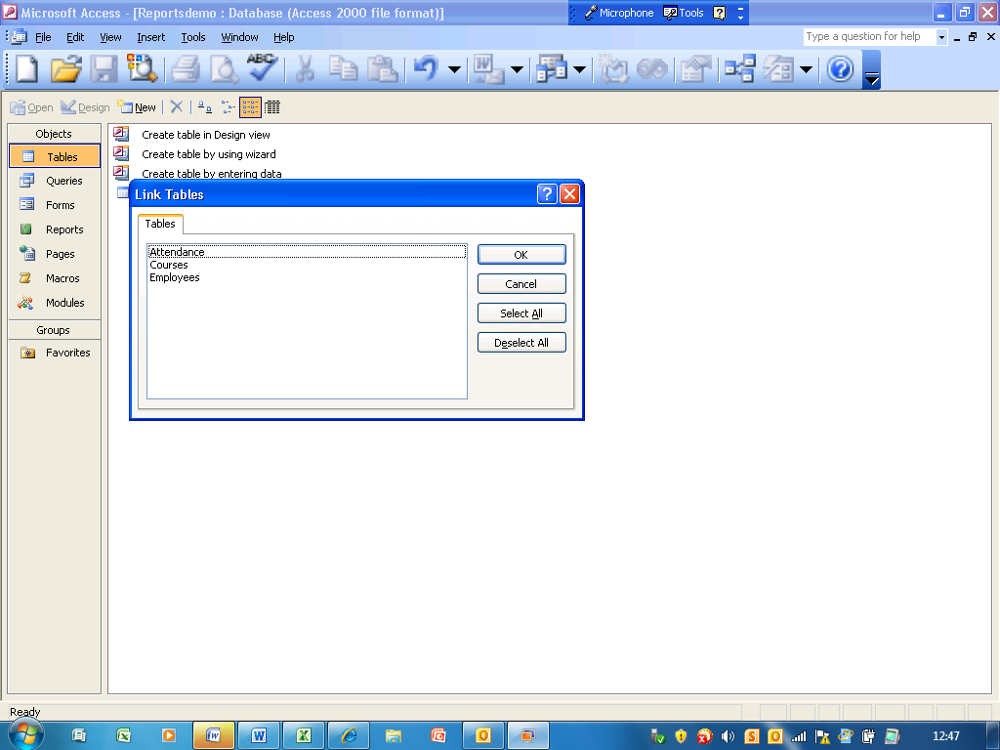 Microsoft Access - [Reportsdemo : Database (Access 2000 file format)]
Microphone Tools ?
File Edit View Insert Tools Window Help
Type a question for help
ABC
W
?
Open Design New
Objects
Tables
Queries
Forms
Reports
Pages
Macros
Modules
Groups
Favorites
Create table in Design view
Create table by using wizard
Create table by entering data
Link Tables
?
Tables
Attendance
Courses
Employees
OK
Cancel
Select All
Deselect All
Ready
12:47